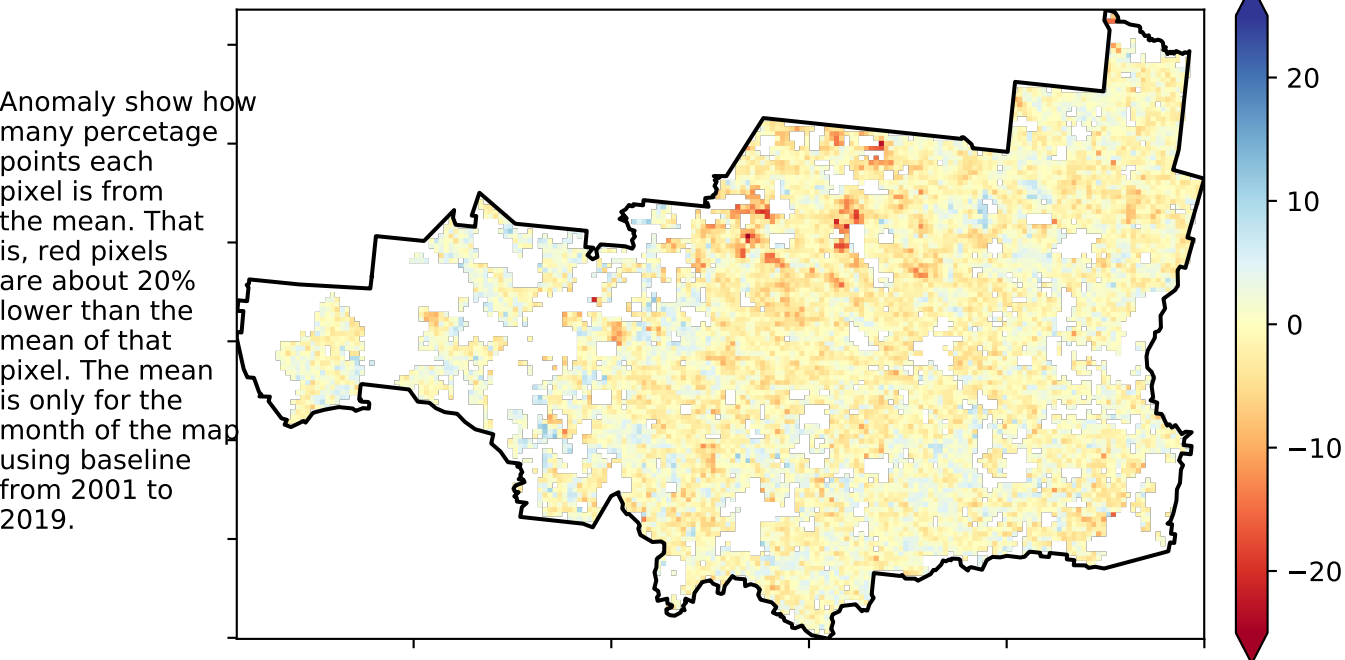 Anomaly show how
many percetage
points each
pixel is from
the mean. That
is, red pixels
are about 20%
lower than the
mean of that
pixel. The mean
is only for the
month of the map
using baseline
from 2001 to
2019.
20
10
0
−10
−20